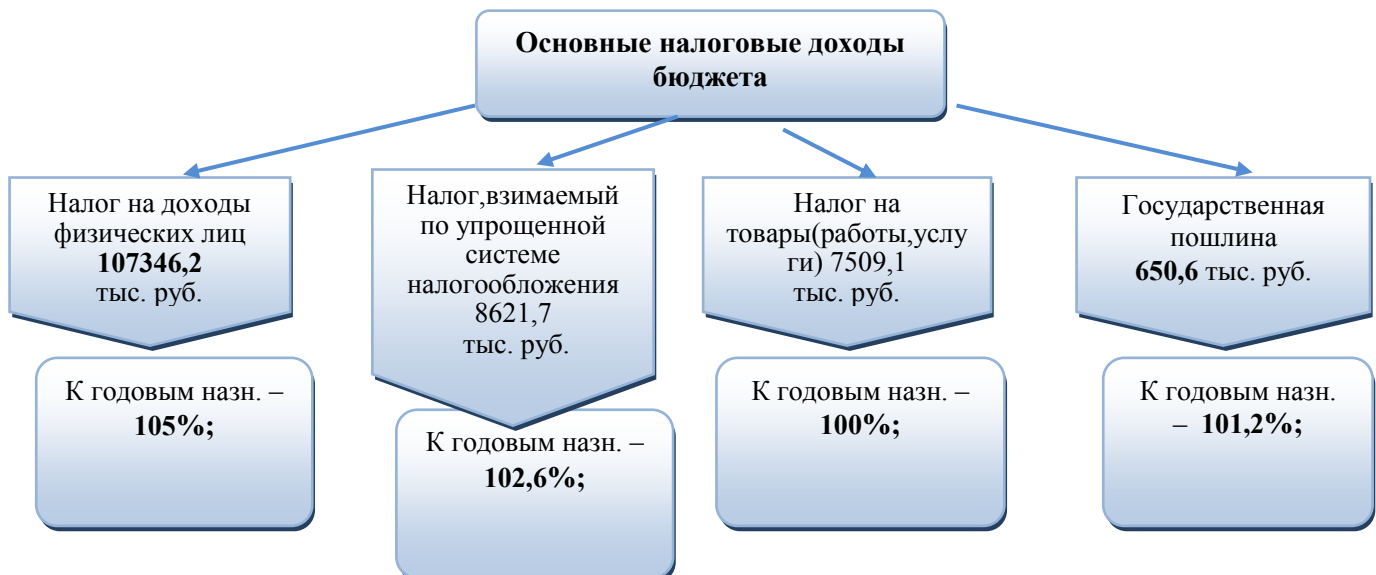 Основные налоговые доходы
бюджета
Налог на доходы
физических лиц
107346,2
тыс. руб.
Налог,взимаемый
по упрощенной
системе
налогообложения
8621,7
тыс. руб.
Налог на
товары(работы,услу
ги) 7509,1
тыс. руб.
Государственная
пошлина
650,6 тыс. руб.
К годовым назн. –
105%;
К годовым назн. –
102,6%;
К годовым назн. –
100%;
К годовым назн.
– 101,2%;